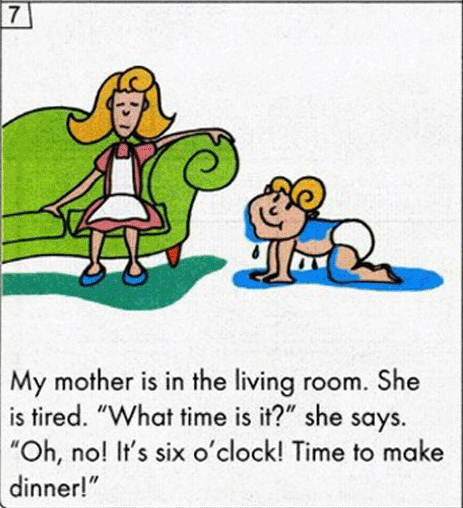 7
My mother is in the living room. She
is tired. “What time is it?” she says.
“Oh, no! It’s six o’clock! Time to make
dinner!”